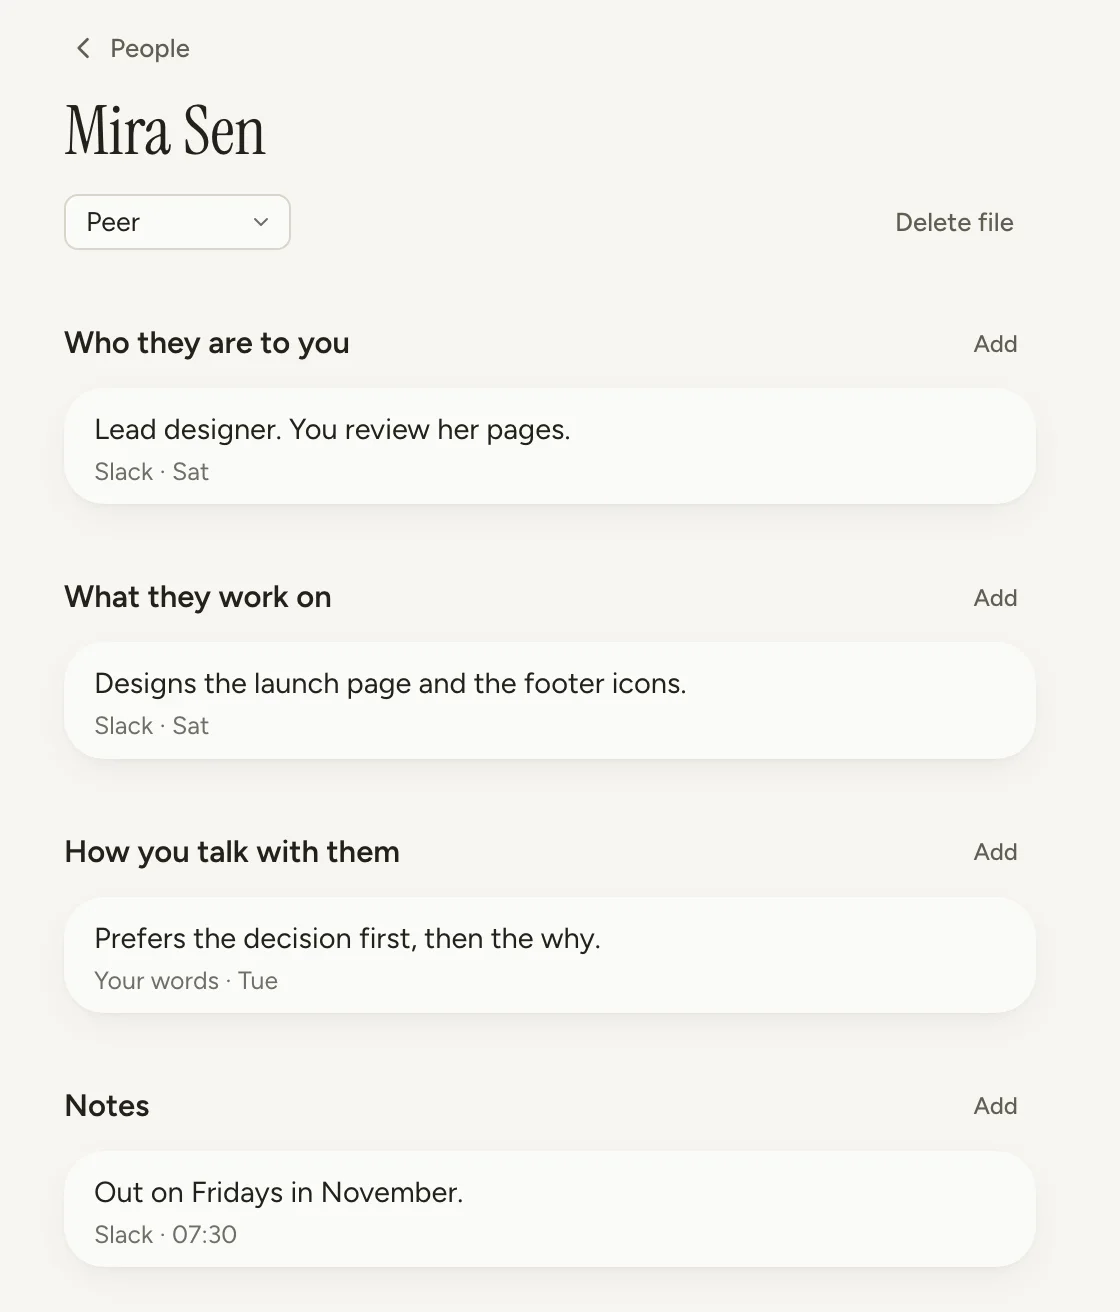 People
Mira Sen
Peer
Delete file
Who they are to you
Add
Lead designer. You review her pages.
Slack · Sat
What they work on
Add
Designs the launch page and the footer icons.
Slack · Sat
How you talk with them
Add
Prefers the decision first, then the why.
Your words · Tue
Notes
Add
Out on Fridays in November.
Slack · 07:30